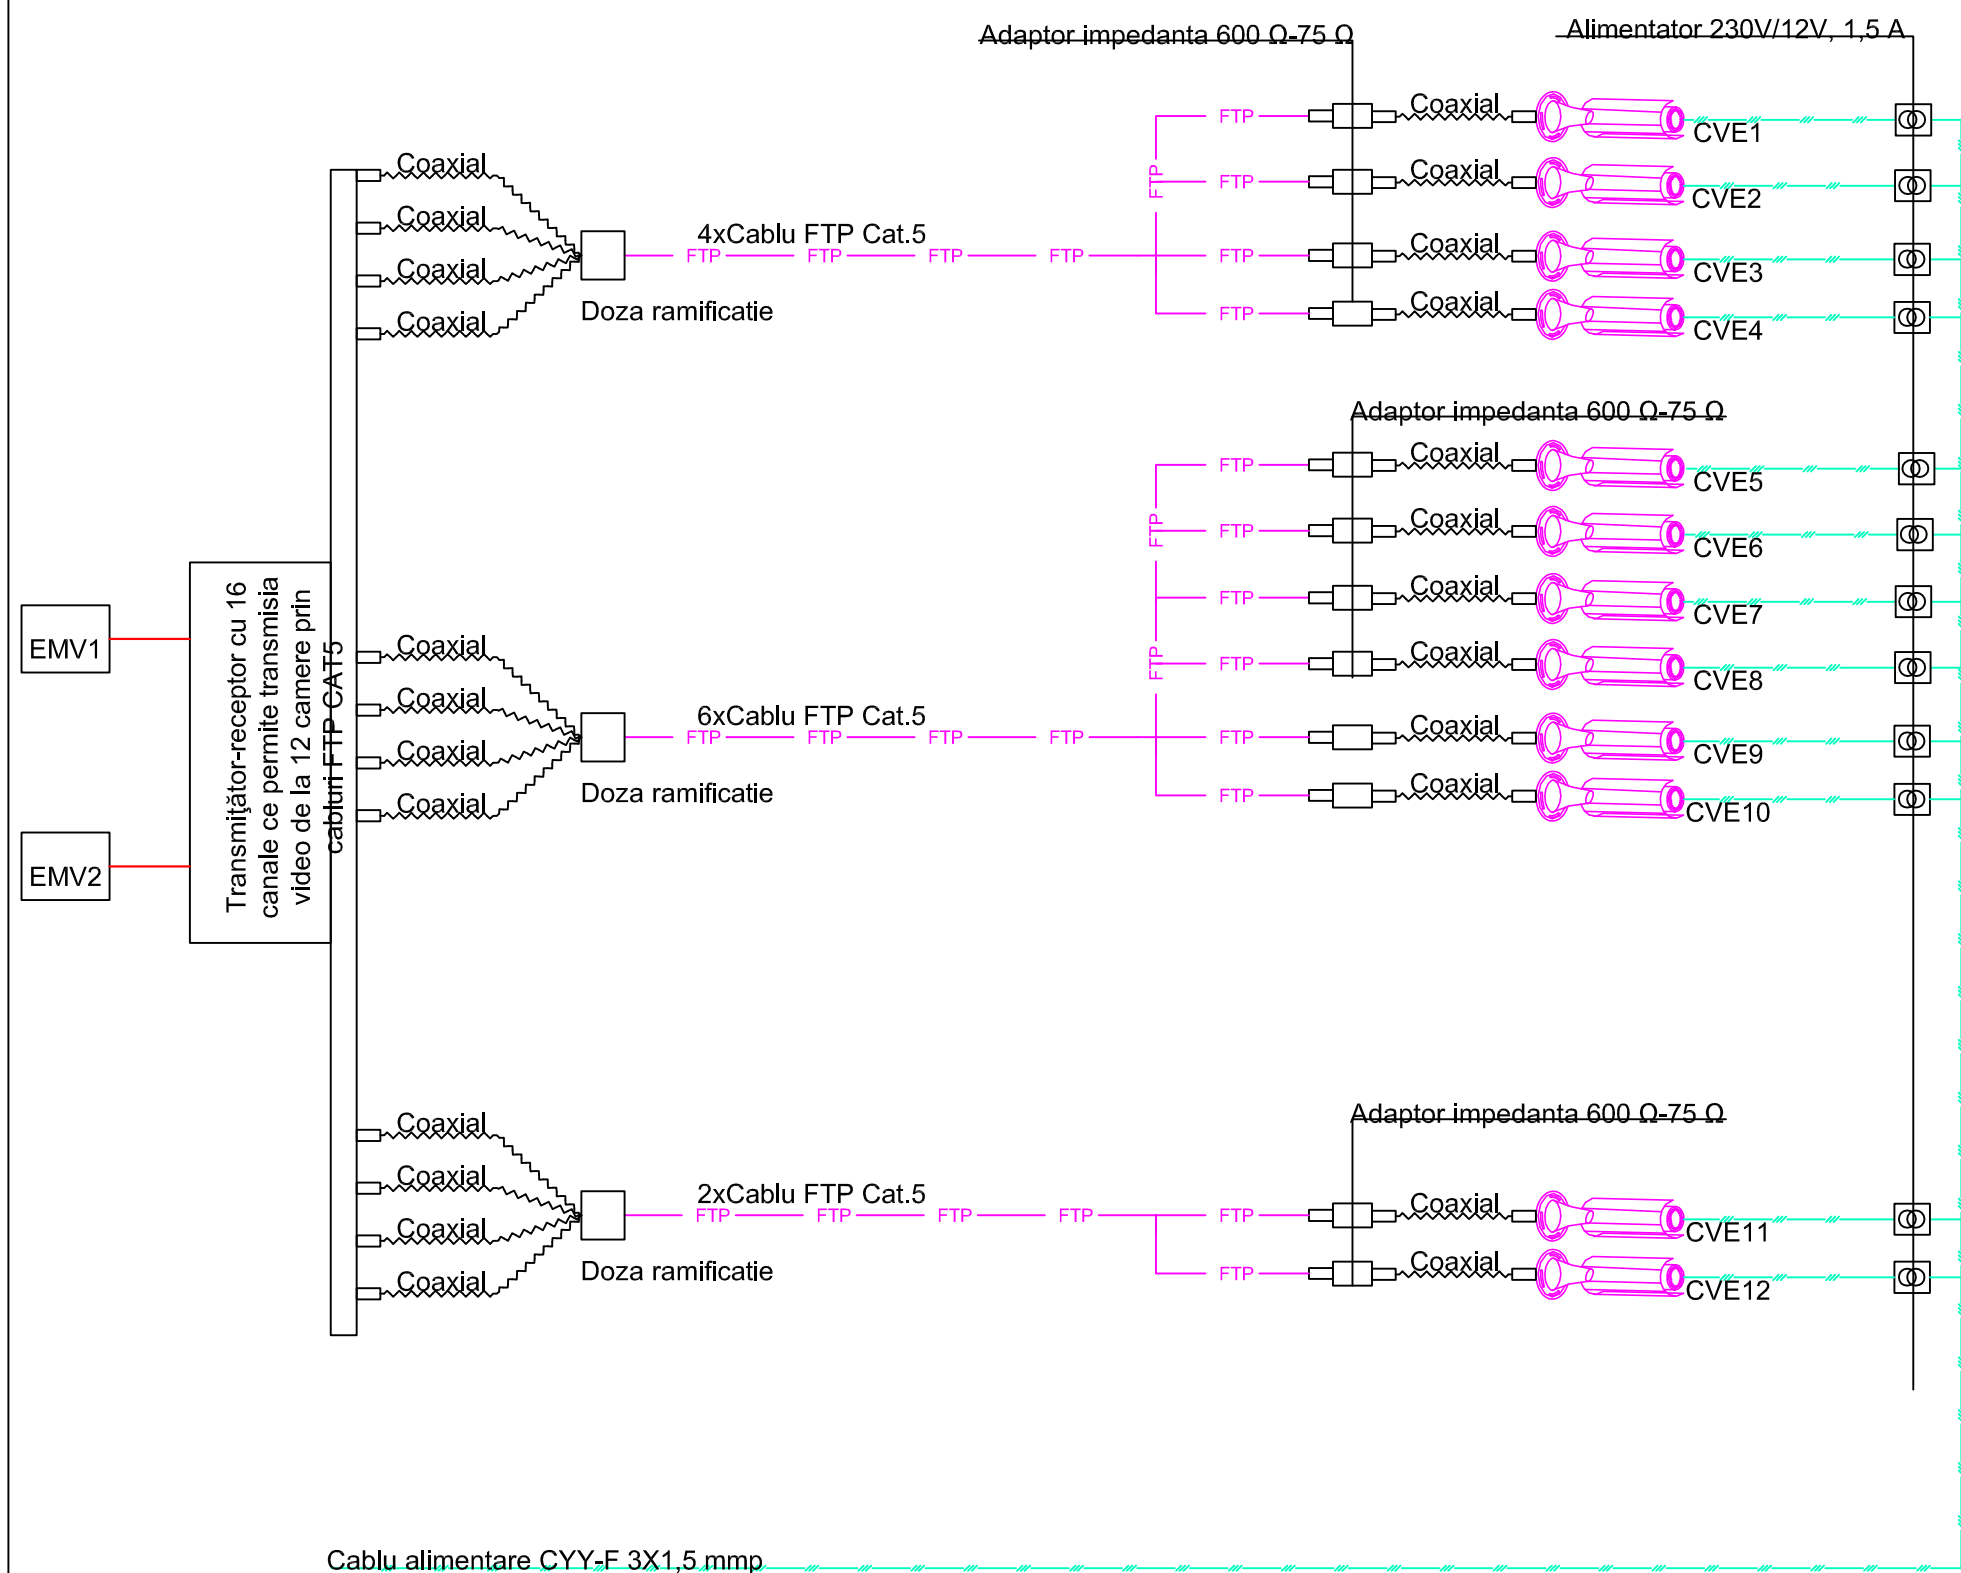 Adaptor impedanta 600 Ω-75 Ω
Alimentator 230V/12V, 1,5 A
FTP
Coaxial
CVE1
Coaxial
FTP
FTP
Coaxial
CVE2
Coaxial
4xCablu FTP Cat.5
FTP
FTP
FTP
FTP
FTP
Coaxial
CVE3
Coaxial
Doza ramificatie
FTP
Coaxial
CVE4
Coaxial
Adaptor impedanta 600 Ω-75 Ω
FTP
Coaxial
CVE5
FTP
FTP
Coaxial
CVE6
FTP
Coaxial
CVE7
FTP
FTP
Coaxial
CVE8
EMV1
EMV2
Transmiţător-receptor cu 16
canale ce permite transmisia
video de la 12 camere prin
cabluri FTP CAT5
Coaxial
Coaxial
6xCablu FTP Cat.5
FTP
FTP
FTP
FTP
FTP
Coaxial
CVE9
Coaxial
Doza ramificatie
FTP
Coaxial
CVE10
Coaxial
Adaptor impedanta 600 Ω-75 Ω
Coaxial
Coaxial
2xCablu FTP Cat.5
FTP
FTP
FTP
FTP
FTP
Coaxial
CVE11
Coaxial
Doza ramificatie
FTP
Coaxial
CVE12
Coaxial
Cablu alimentare CYY-F 3X1,5 mmp